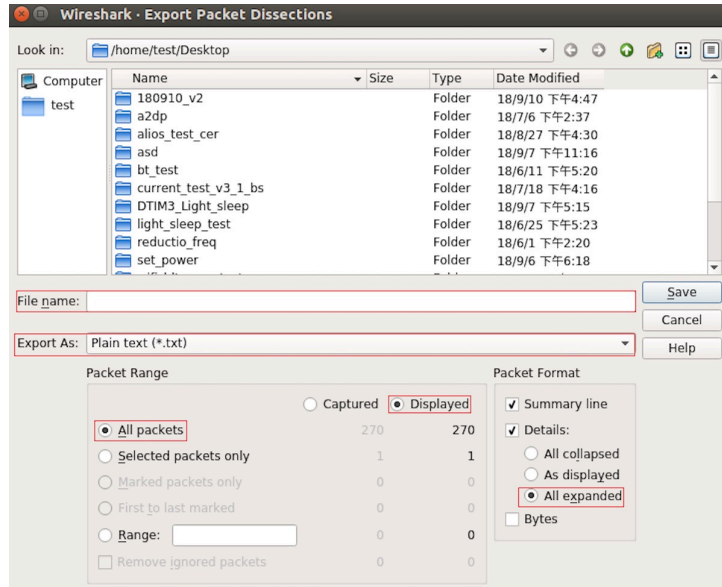 Wireshark · Export Packet Dissections
Look in: /home/test/Desktop
Computer
test
Name Size Type Date Modified
180910_v2 Folder 18/9/10 下午4:47
a2dp Folder 18/7/6 下午2:37
alios_test_cer Folder 18/8/27 下午4:30
asd Folder 18/9/7 下午11:16
bt_test Folder 18/6/11 下午5:20
current_test_v3_1_bs Folder 18/7/18 下午4:16
DTIM3_Light_sleep Folder 18/9/7 下午5:15
light_sleep_test Folder 18/6/25 下午5:23
reductio_freq Folder 18/6/1 下午2:20
set_power Folder 18/9/6 下午6:18
File name:
Save
Cancel
Export As: Plain text (*.txt)
Help
Packet Range
Captured Displayed
All packets 270 270
Selected packets only 1 1
Marked packets only 0 0
First to last marked 0 0
Range: 0 0
Remove ignored packets 0 0
Packet Format
Summary line
Details:
All collapsed
As displayed
All expanded
Bytes